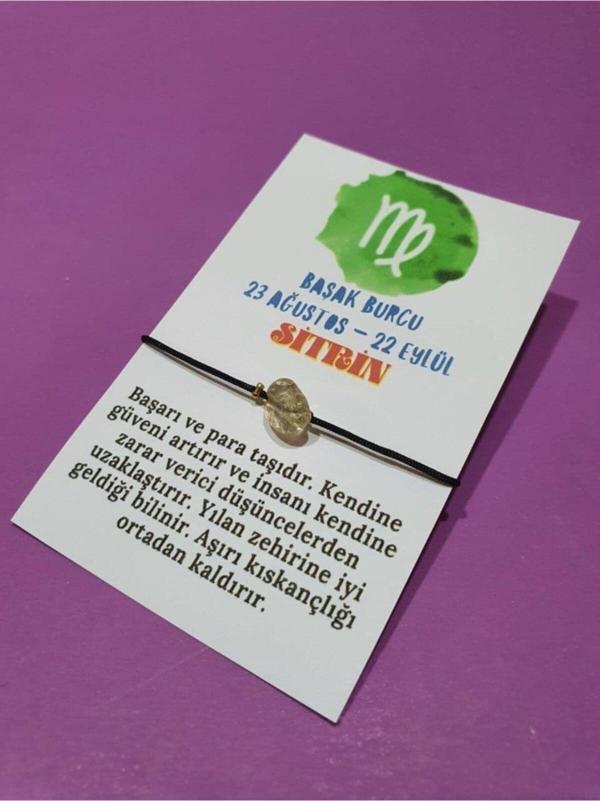 BAŞAK BURCU
23 AĞUSTOS – 22 EYLÜL
SİTRİN
Başarı ve para taşıdır. Kendine
güveni artırır ve insanı kendine
zarar verici düşüncelerden
uzaklaştırır. Yılan zehirine iyi
geldiği bilinir. Aşırı kıskançlığı
ortadan kaldırır.